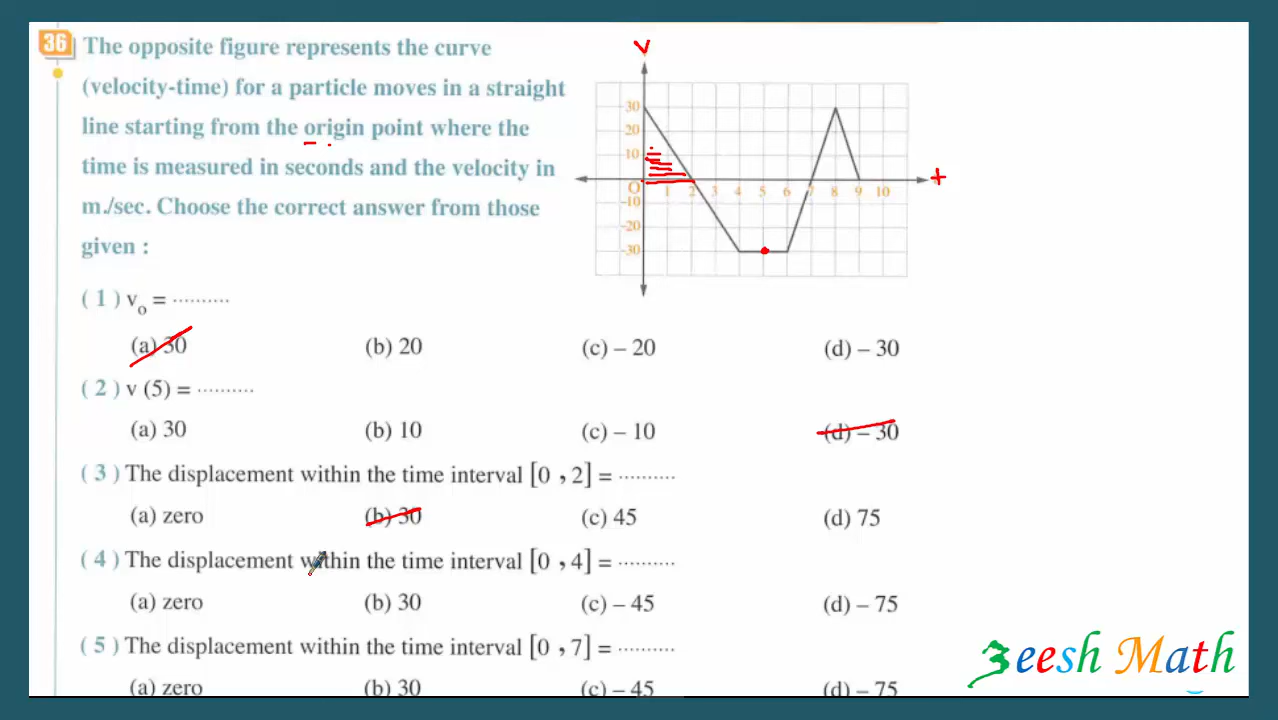 36 The opposite figure represents the curve
(velocity-time) for a particle moves in a straight
line starting from the origin point where the
time is measured in seconds and the velocity in
m./sec. Choose the correct answer from those
given :
v
30
20
10
O 1 2 3 4 5 6 7 8 9 10
t
-10
-20
-30
( 1 ) v₀ = ··········
(a) 30 (b) 20 (c) – 20 (d) – 30
( 2 ) v (5) = ··········
(a) 30 (b) 10 (c) – 10 (d) – 30
( 3 ) The displacement within the time interval [0 , 2] = ··········
(a) zero (b) 30 (c) 45 (d) 75
( 4 ) The displacement within the time interval [0 , 4] = ··········
(a) zero (b) 30 (c) – 45 (d) – 75
( 5 ) The displacement within the time interval [0 , 7] = ··········
(a) zero (b) 30 (c) – 45 (d) – 75
3eesh Math